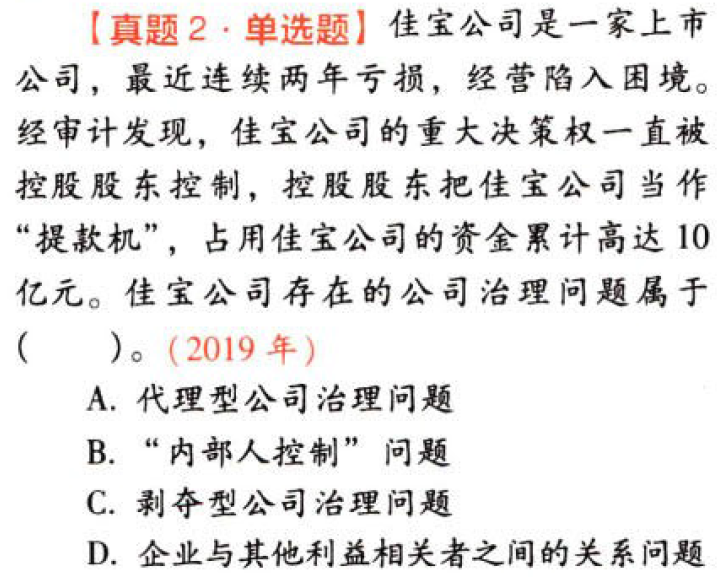 【真题2·单选题】佳宝公司是一家上市
公司，最近连续两年亏损，经营陷入困境。
经审计发现，佳宝公司的重大决策权一直被
控股股东控制，控股股东把佳宝公司当作
“提款机”，占用佳宝公司的资金累计高达10
亿元。佳宝公司存在的公司治理问题属于
(　　)。(2019年)
A. 代理型公司治理问题
B. “内部人控制”问题
C. 剥夺型公司治理问题
D. 企业与其他利益相关者之间的关系问题